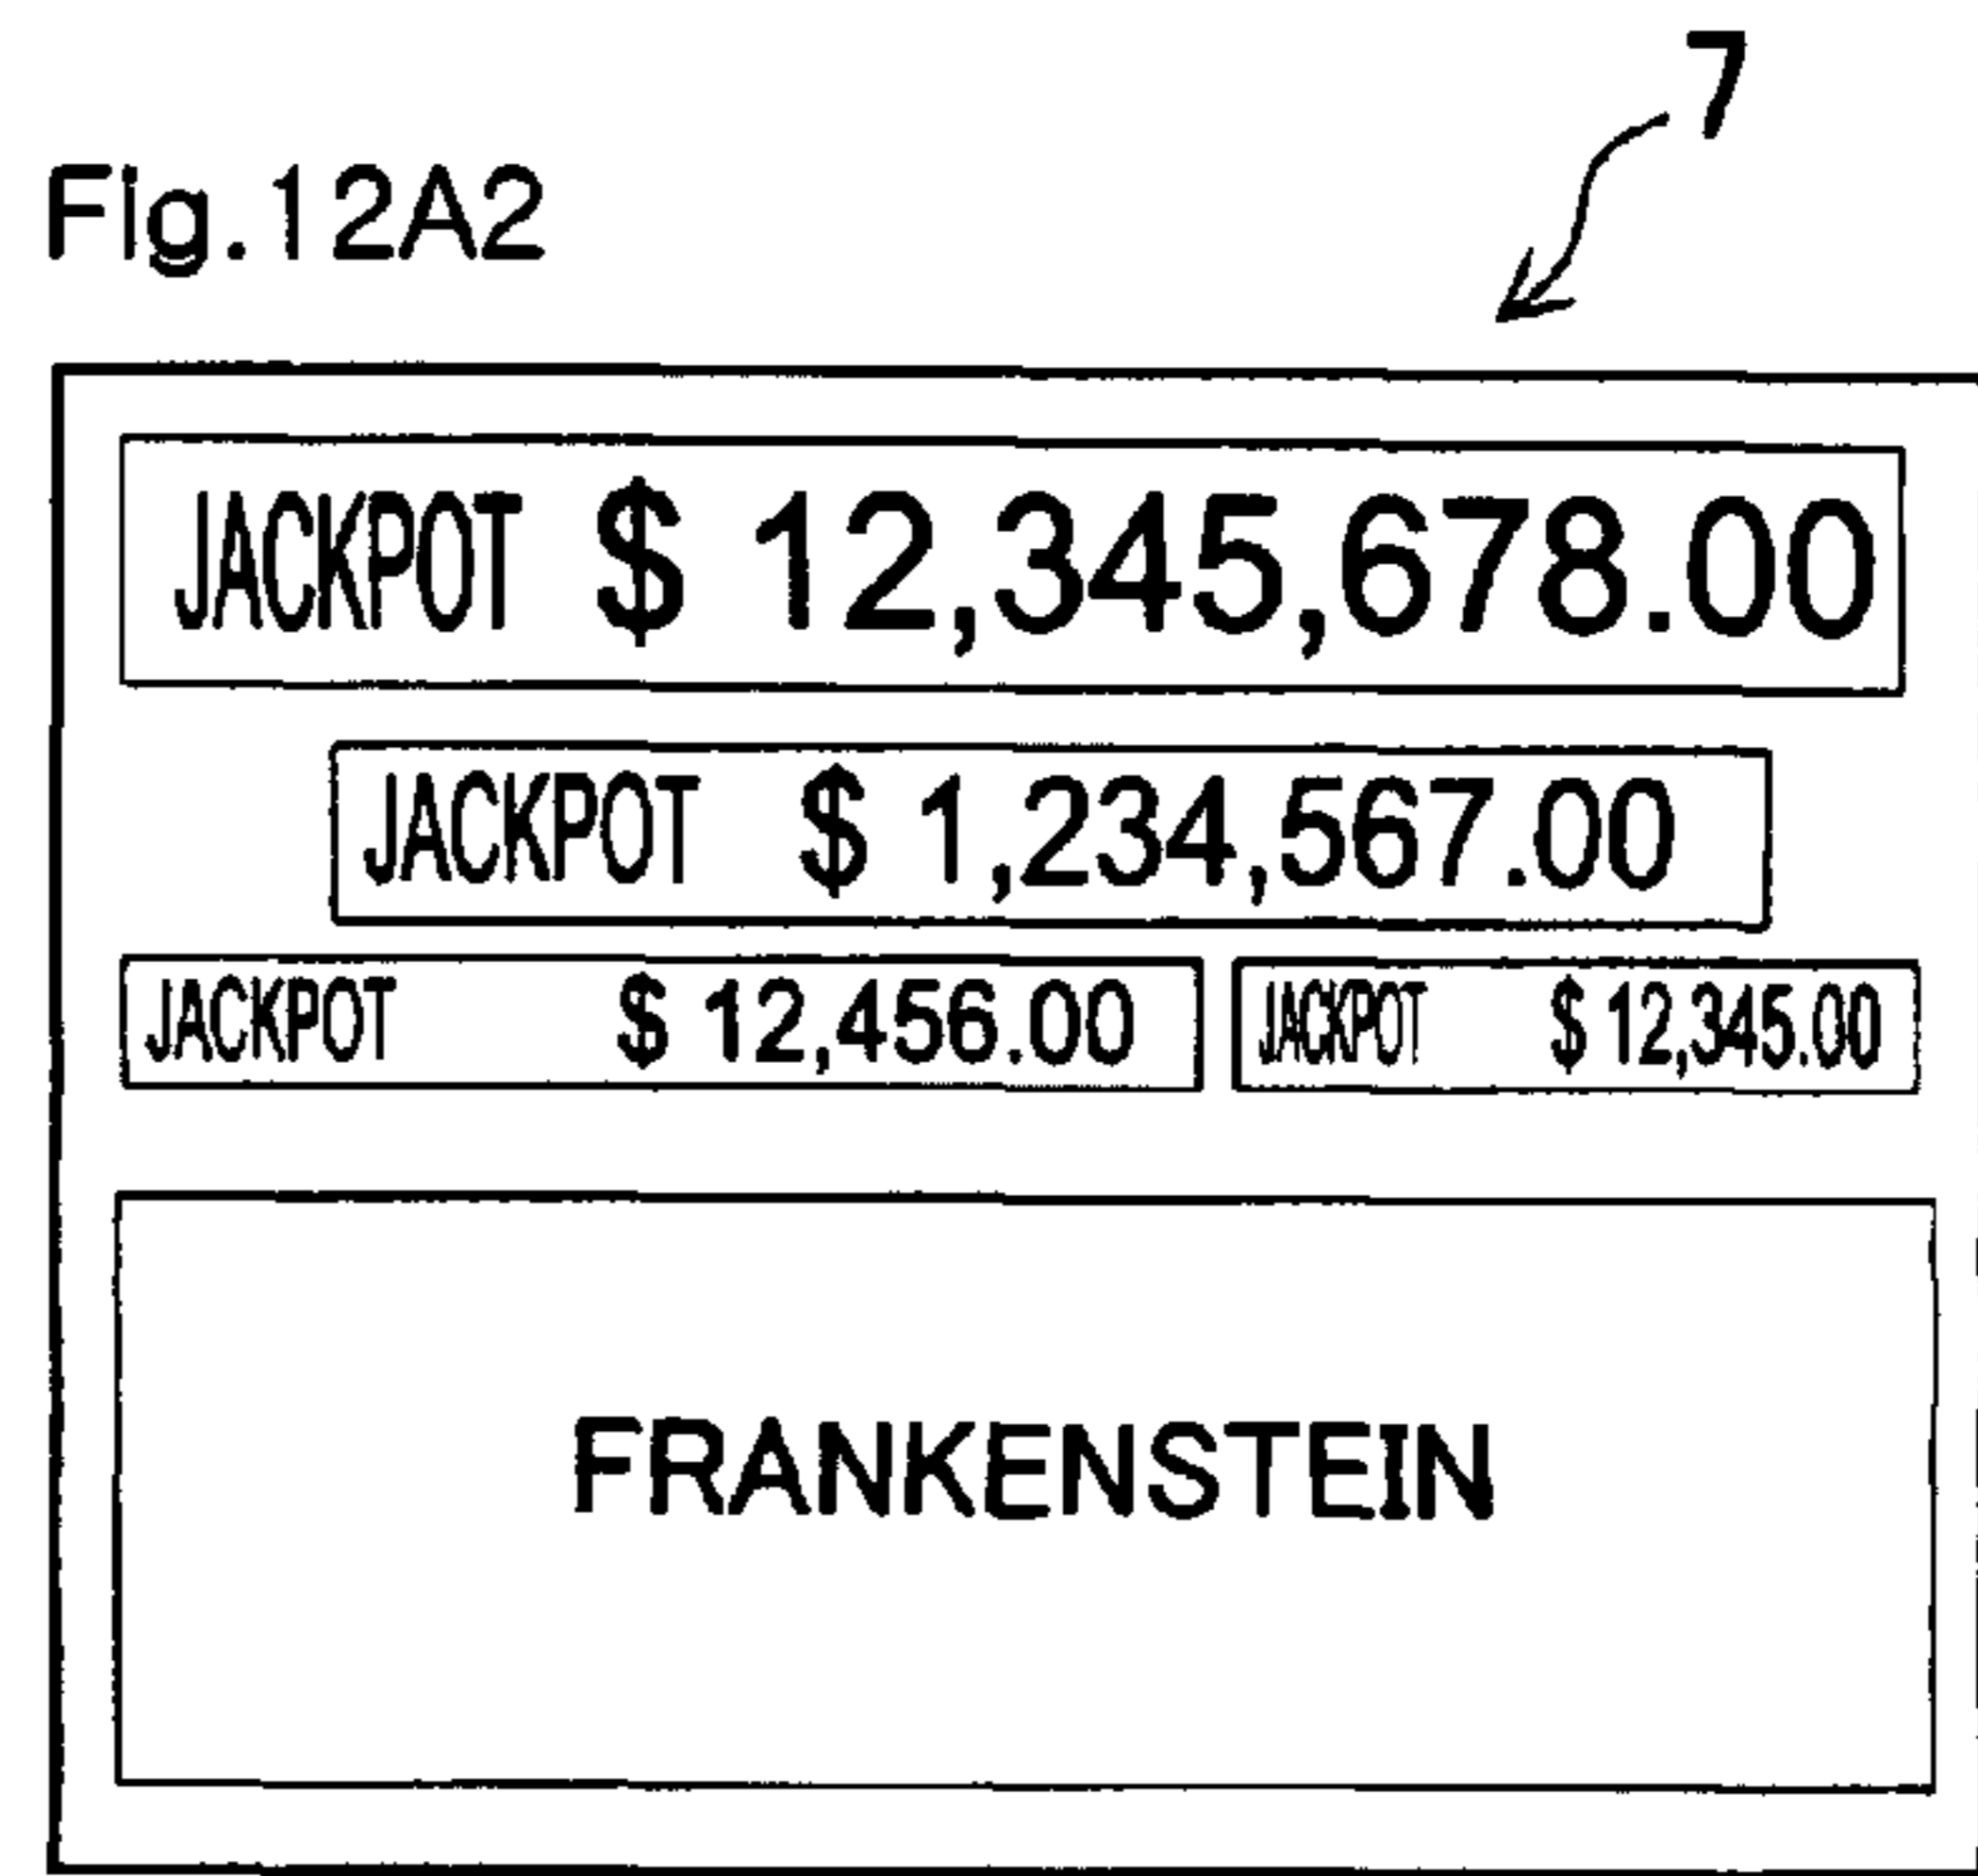 7
Fig.12A2
JACKPOT $ 12,345,678.00
JACKPOT $ 1,234,567.00
JACKPOT $ 12,456.00
JACKPOT $ 12,345.00
FRANKENSTEIN